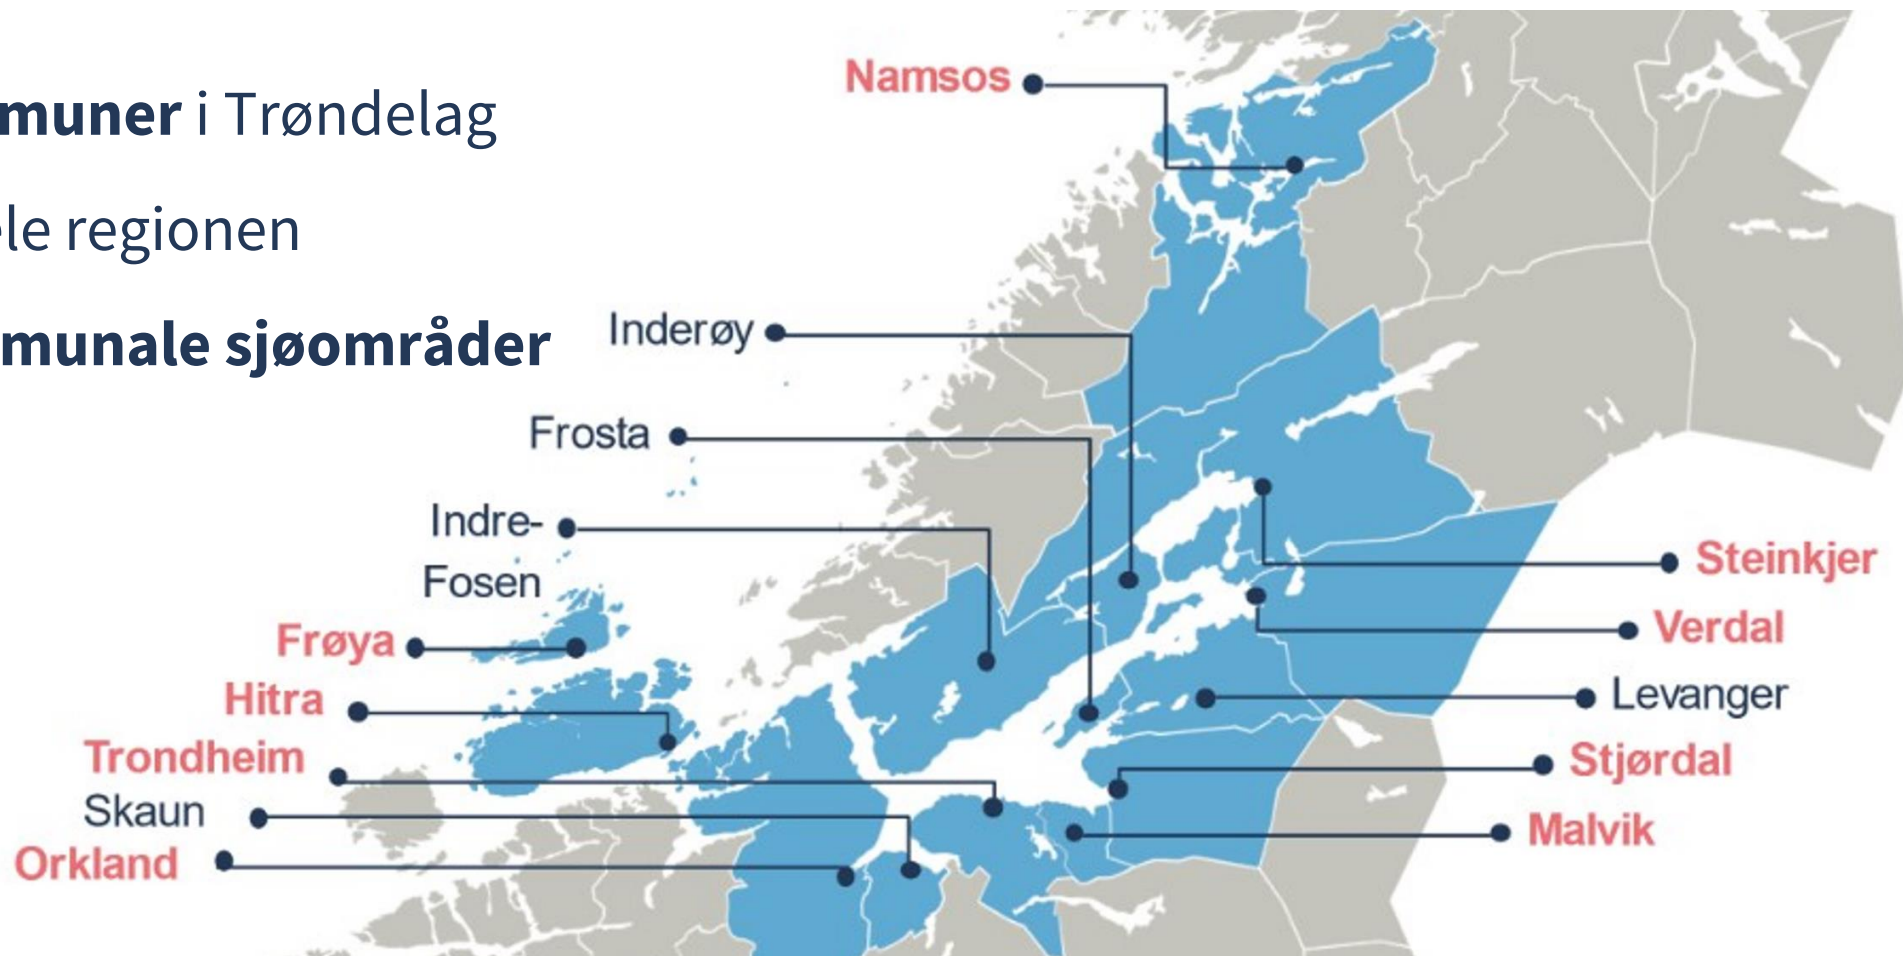 muner i Trøndelag
le regionen
munale sjøområder
Namsos
Inderøy
Frosta
Indre-
Fosen
Frøya
Hitra
Trondheim
Skaun
Orkland
Steinkjer
Verdal
Levanger
Stjørdal
Malvik